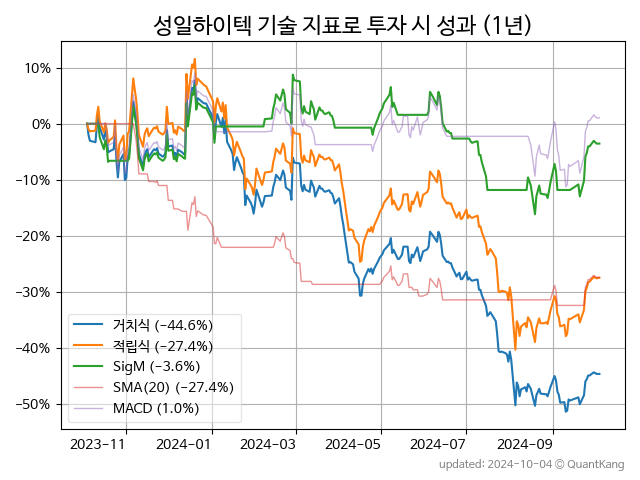 성일하이텍 기술 지표로 투자 시 성과 (1년)
10%
0%
−10%
−20%
−30%
−40%
−50%
거치식 (−44.6%)
적립식 (−27.4%)
SigM (−3.6%)
SMA(20) (−27.4%)
MACD (1.0%)
2023−11 2024−01 2024−03 2024−05 2024−07 2024−09
updated: 2024-10-04 ⓒ QuantKang